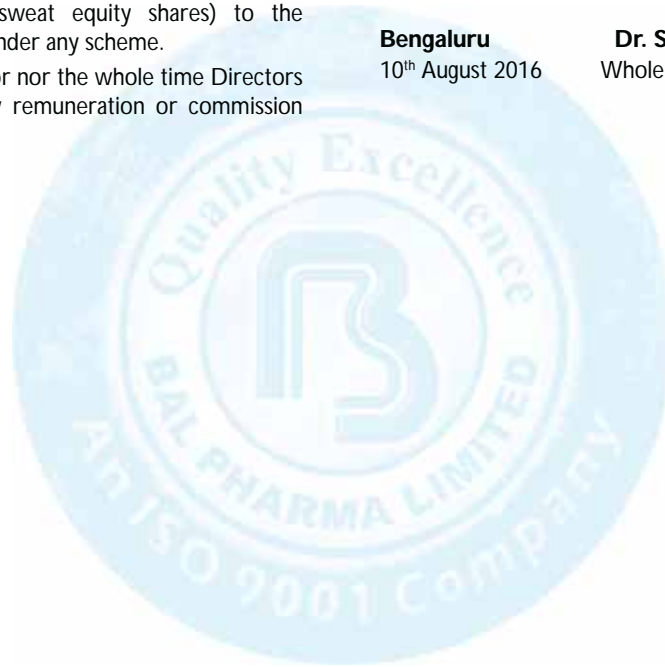 sweat equity shares) to the
nder any scheme.
or nor the whole time Directors
remuneration or commission
Bengaluru
10th August 2016
Dr. S
Whole
Quality Excellence
BAL PHARMA LIMITED
An ISO 9001 Company